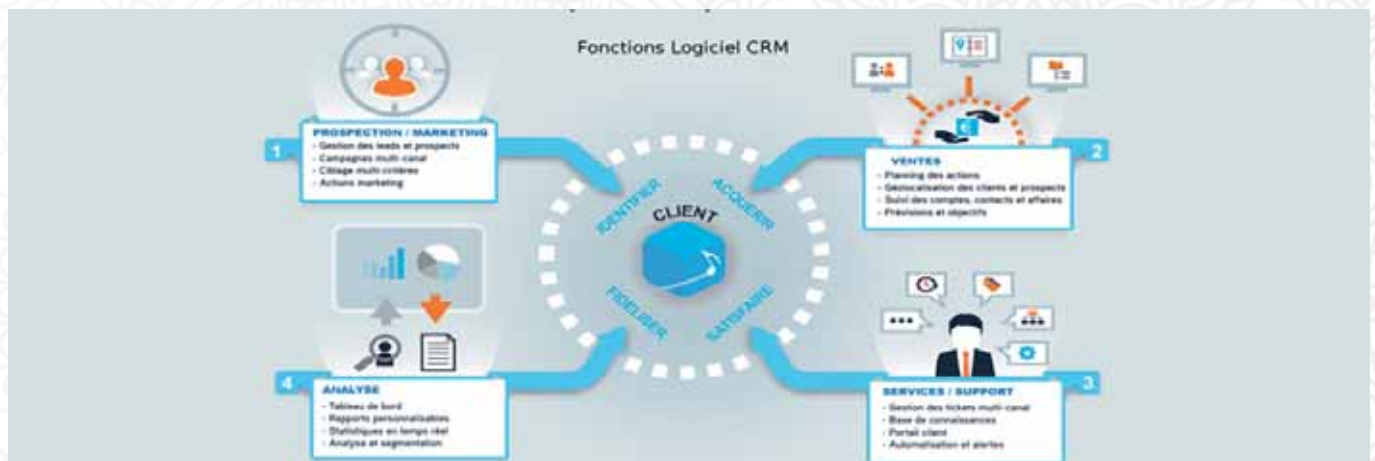 Fonctions Logiciel CRM
1
PROSPECTION / MARKETING
- Gestion des leads et prospects
- Campagnes multi-canal
- Ciblage multi-critères
- Actions marketing
2
VENTES
- Planning des actions
- Géolocalisation des clients et prospects
- Suivi des comptes, contacts et affaires
- Prévisions et objectifs
IDENTIFIER
ACQUERIR
CLIENT
FIDELISER
SATISFAIRE
€
4
ANALYSE
- Tableau de bord
- Rapports personnalisables
- Statistiques en temps réel
- Analyse et segmentation
3
SERVICES / SUPPORT
- Gestion des tickets multi-canal
- Base de connaissances
- Portail client
- Automatisation et alertes